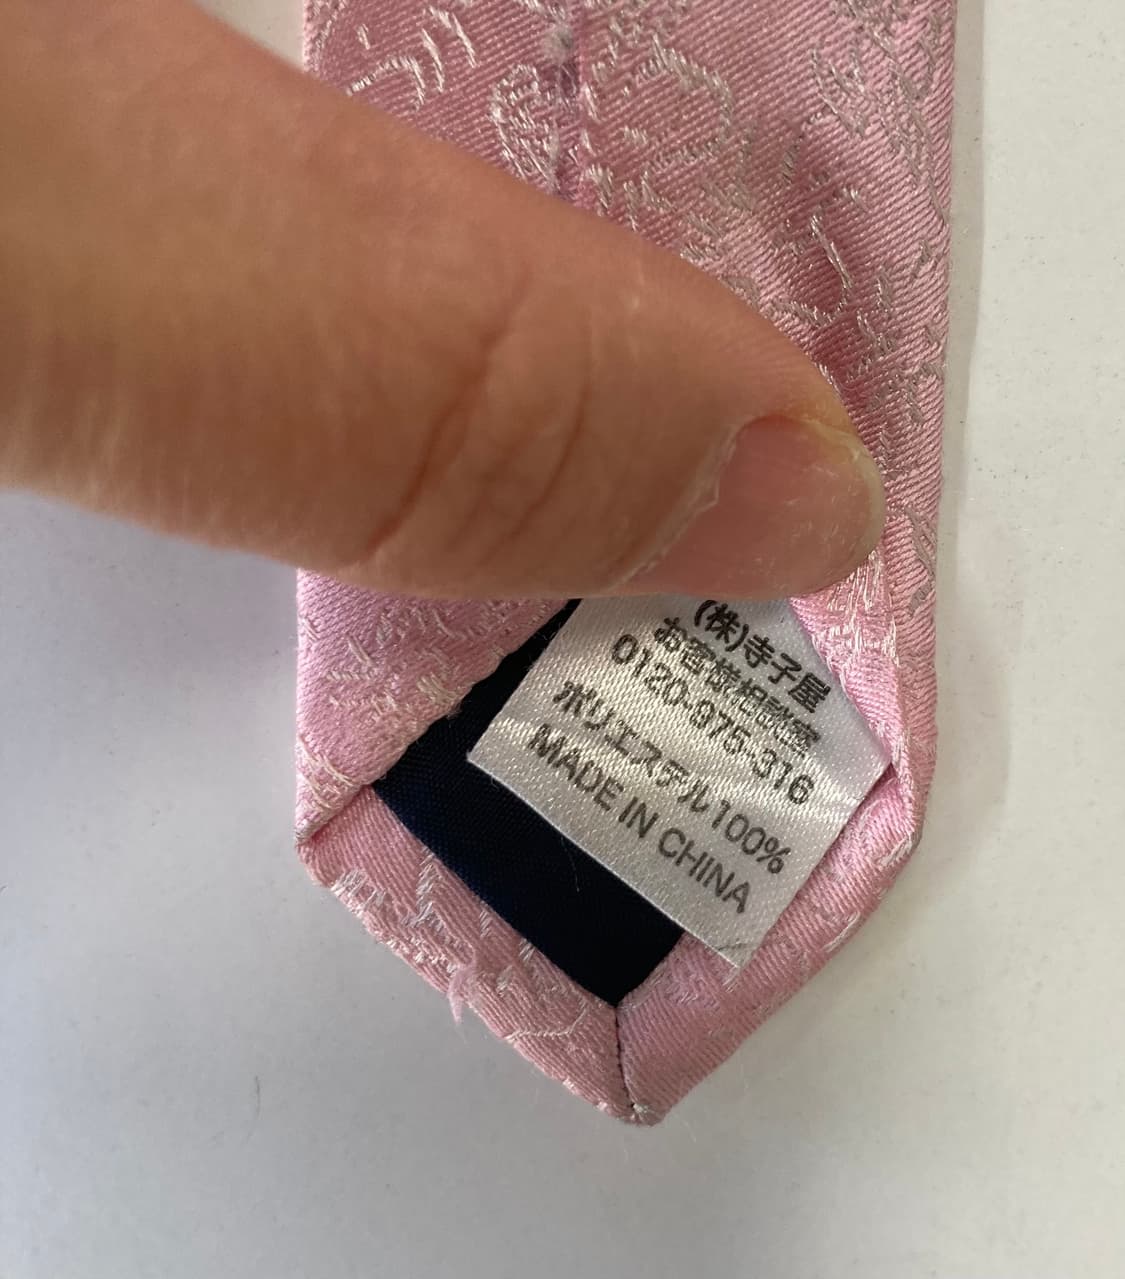 (株)寺子屋
お客様相談室
0120-975-316
ポリエステル100%
MADE IN CHINA